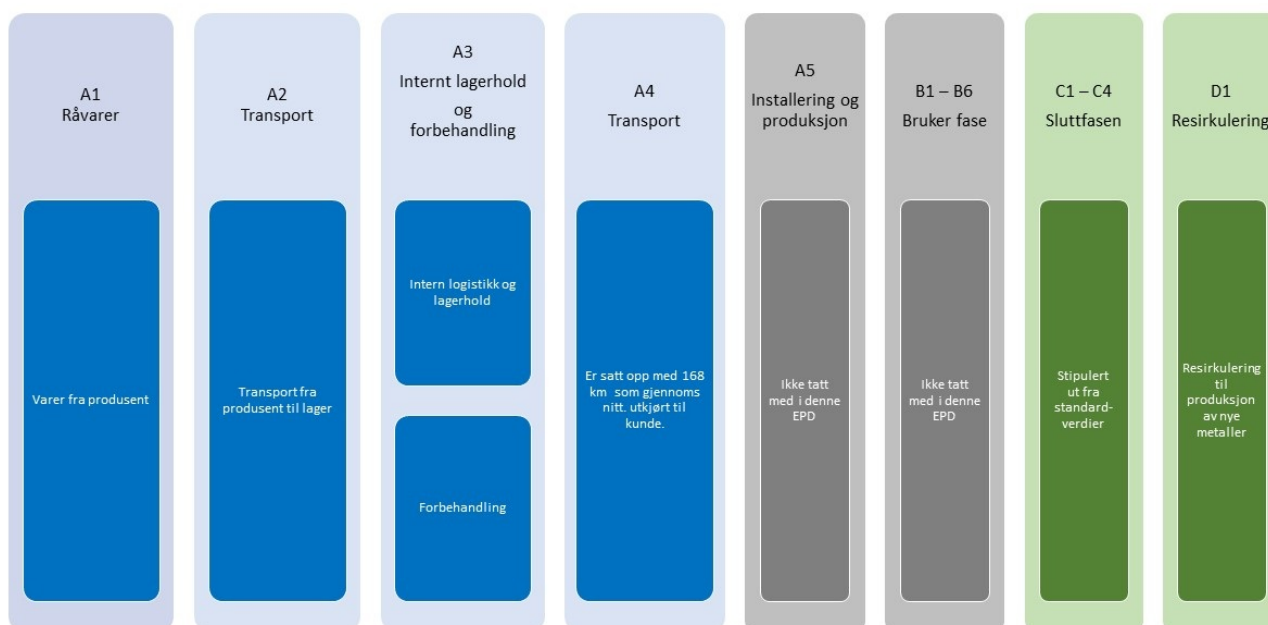 A1
Råvarer
Varer fra produsent
A2
Transport
Transport fra
produsent til lager
A3
Internt lagerhold
og
forbehandling
Intern logistikk og
lagerhold
Forbehandling
A4
Transport
Er satt opp med 168
km som gjennoms
nitt. utkjørt til
kunde.
A5
Installering og
produksjon
Ikke tatt
med i denne
EPD
B1 – B6
Bruker fase
Ikke tatt
med i denne
EPD
C1 – C4
Sluttfasen
Stipulert
ut fra
standard-
verdier
D1
Resirkulering
Resirkulering
til
produksjon
av nye
metaller